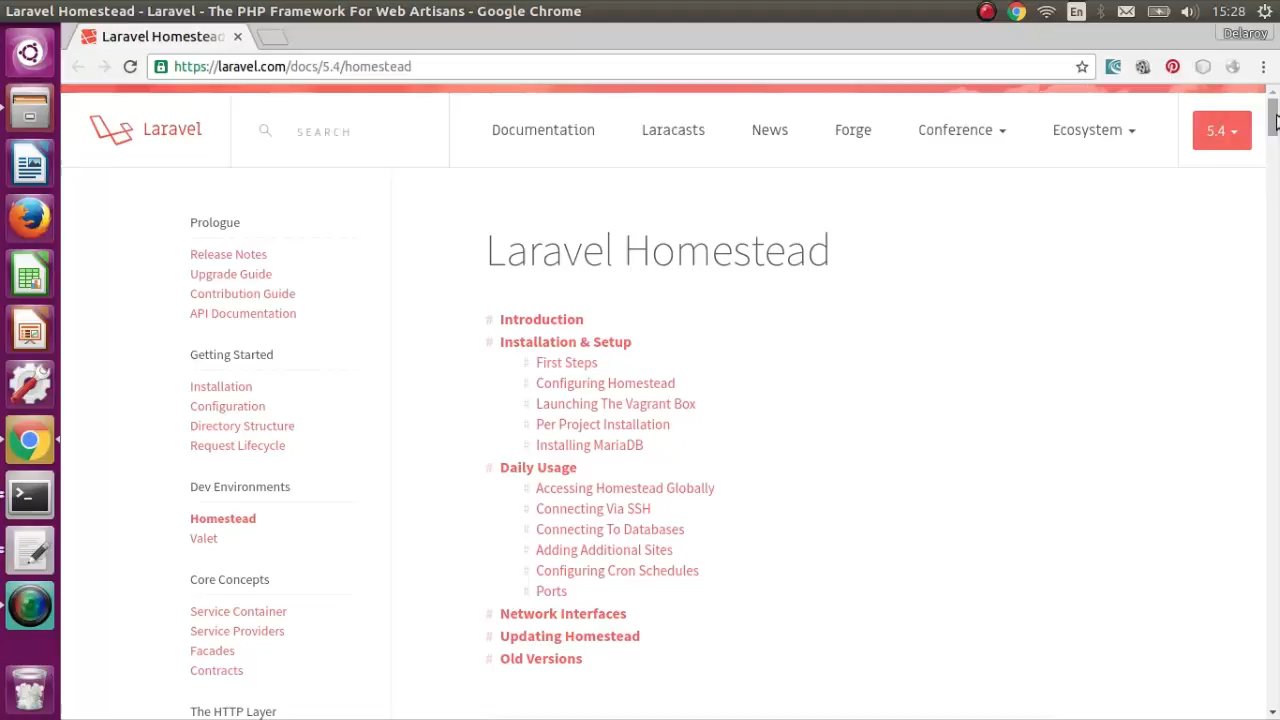 Laravel Homestead - Laravel - The PHP Framework For Web Artisans - Google Chrome
En
15:28
Laravel Homestead
Delaroy
https://laravel.com/docs/5.4/homestead
Laravel
SEARCH
Documentation
Laracasts
News
Forge
Conference
Ecosystem
5.4
Prologue
Release Notes
Upgrade Guide
Contribution Guide
API Documentation
Getting Started
Installation
Configuration
Directory Structure
Request Lifecycle
Dev Environments
Homestead
Valet
Core Concepts
Service Container
Service Providers
Facades
Contracts
The HTTP Layer
Laravel Homestead
# Introduction
# Installation & Setup
# First Steps
# Configuring Homestead
# Launching The Vagrant Box
# Per Project Installation
# Installing MariaDB
# Daily Usage
# Accessing Homestead Globally
# Connecting Via SSH
# Connecting To Databases
# Adding Additional Sites
# Configuring Cron Schedules
# Ports
# Network Interfaces
# Updating Homestead
# Old Versions